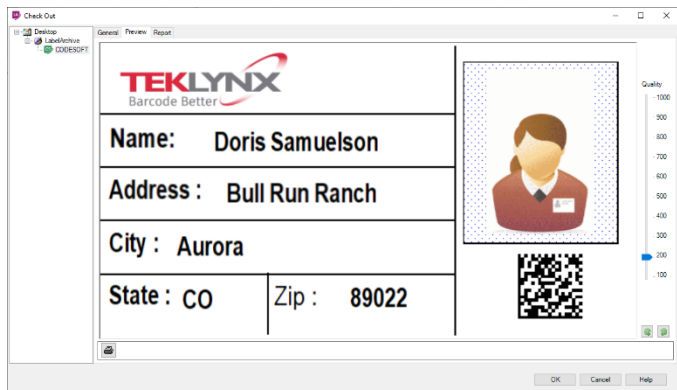 Check Out
Desktop
LabelArchive
CODESOFT
General Preview Report
TEKLYNX
Barcode Better
Name: Doris Samuelson
Address : Bull Run Ranch
City : Aurora
State : CO Zip : 89022
Quality
1000
900
800
700
600
500
400
300
200
100
OK Cancel Help